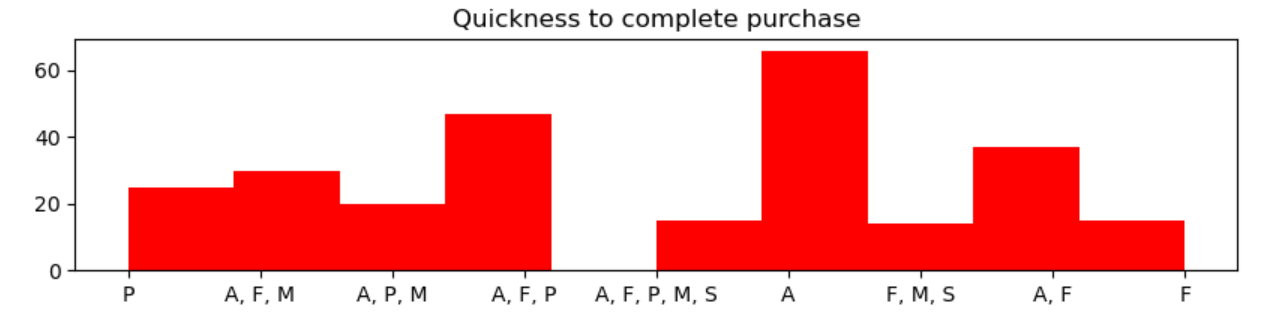 Quickness to complete purchase
60
40
20
0
P A, F, M A, P, M A, F, P A, F, P, M, S A F, M, S A, F F